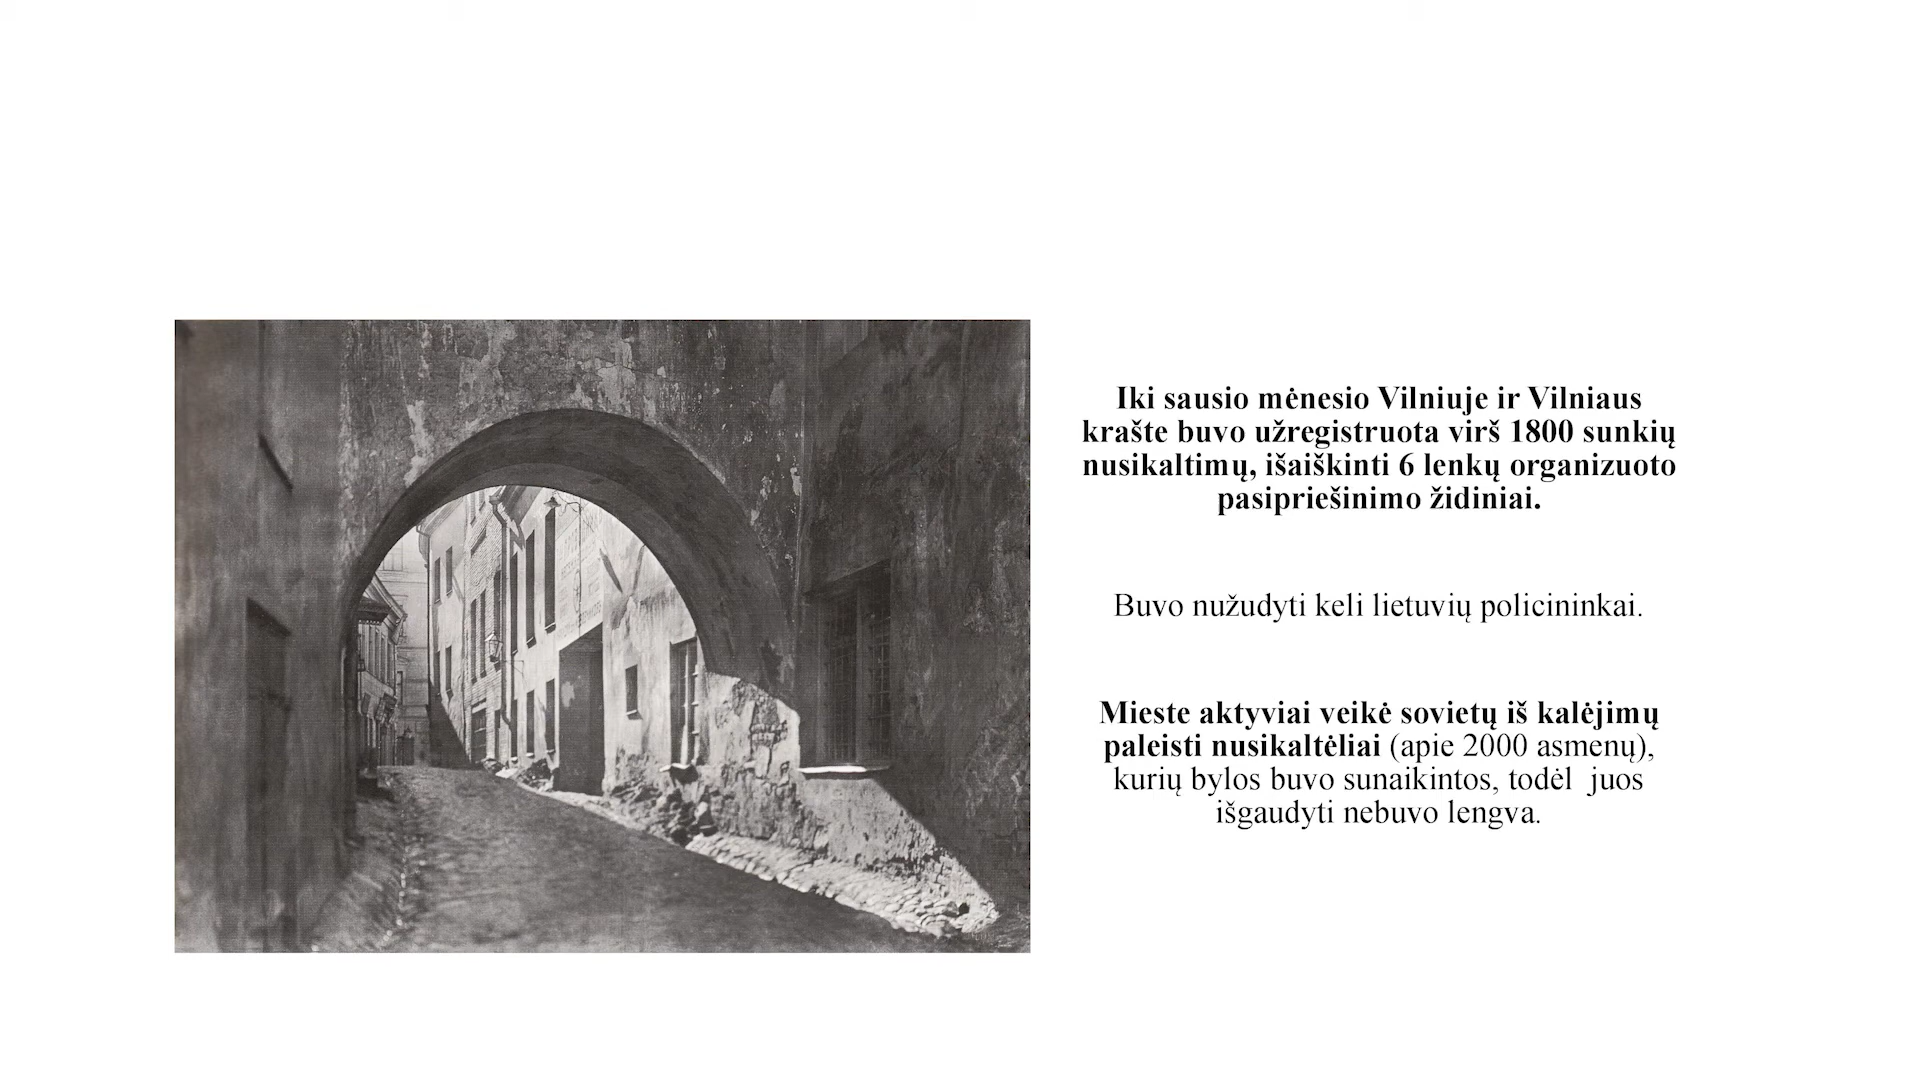 Iki sausio mėnesio Vilniuje ir Vilniaus
krašte buvo užregistruota virš 1800 sunkių
nusikaltimų, išaiškinti 6 lenkų organizuoto
pasipriešinimo židiniai.
Buvo nužudyti keli lietuvių policininkai.
Mieste aktyviai veikė sovietų iš kalėjimų
paleisti nusikaltėliai (apie 2000 asmenų),
kurių bylos buvo sunaikintos, todėl  juos
išgaudyti nebuvo lengva.